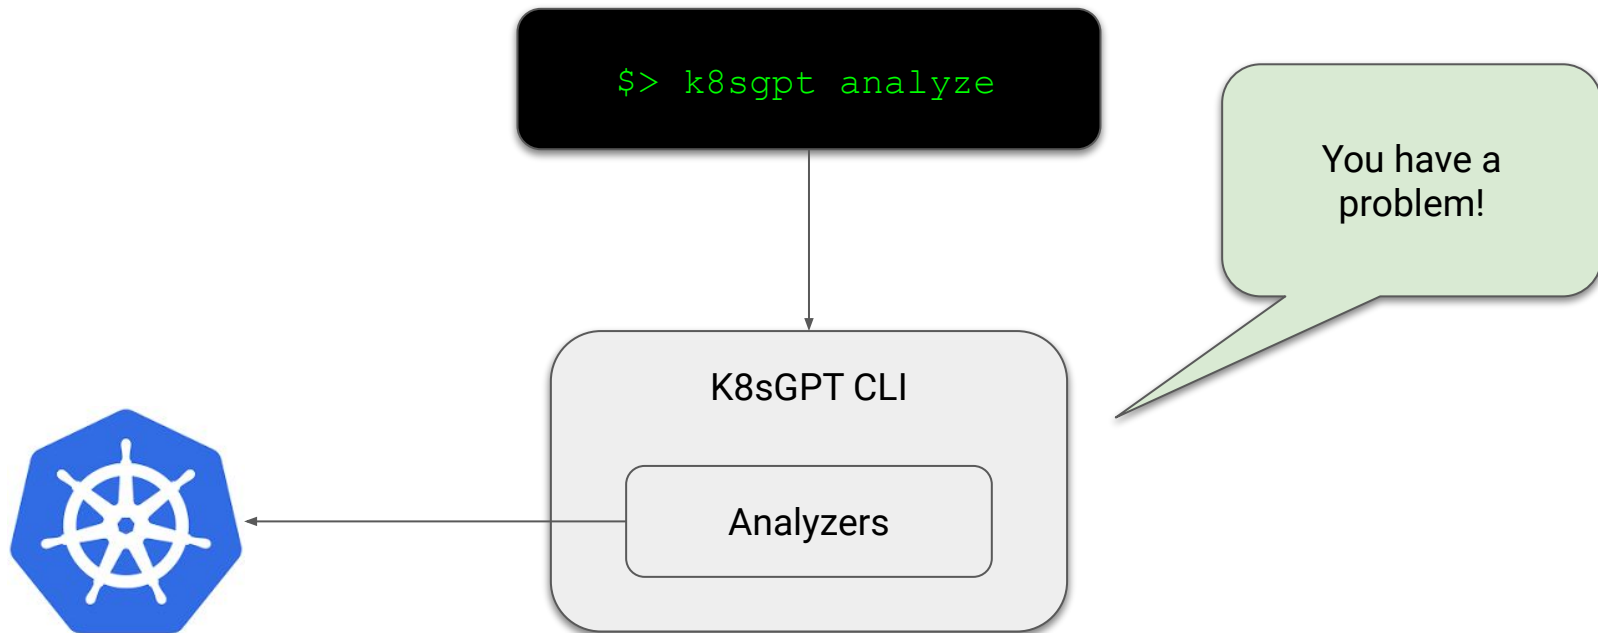 $> k8sgpt analyze
You have a
problem!
K8sGPT CLI
Analyzers